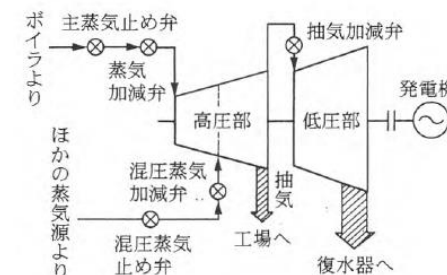 ボイラより
主蒸気止め弁
蒸気
加減弁
抽気加減弁
高圧部
低圧部
発電機
ほかの蒸気源より
混圧蒸気
加減弁
混圧蒸気
止め弁
抽気
工場へ
復水器へ